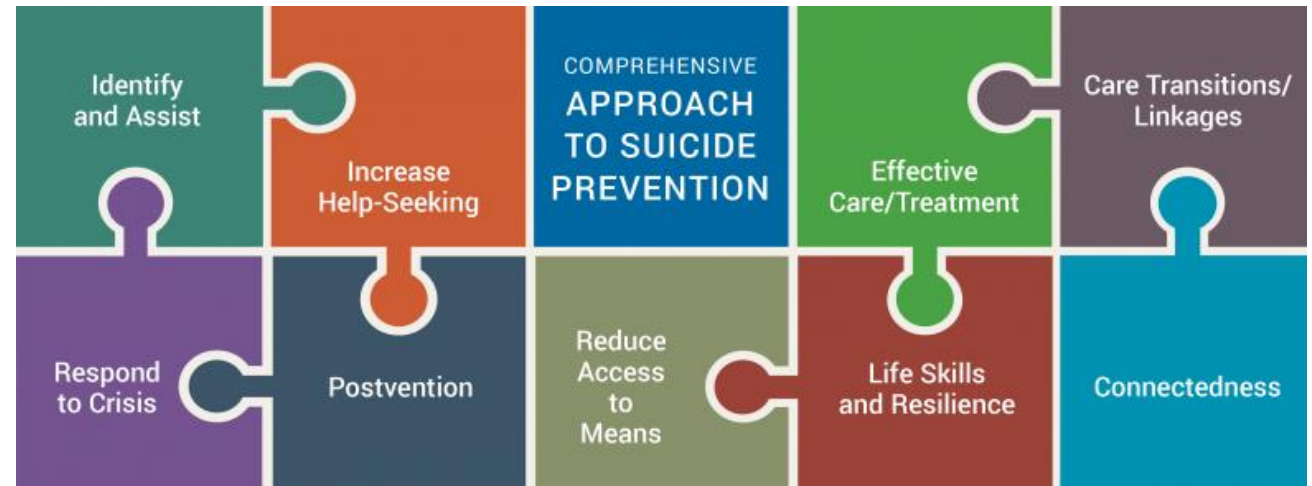 Identify
and Assist
Increase
Help-Seeking
COMPREHENSIVE
APPROACH
TO SUICIDE
PREVENTION
Effective
Care/Treatment
Care Transitions/
Linkages
Respond
to Crisis
Postvention
Reduce
Access
to
Means
Life Skills
and Resilience
Connectedness